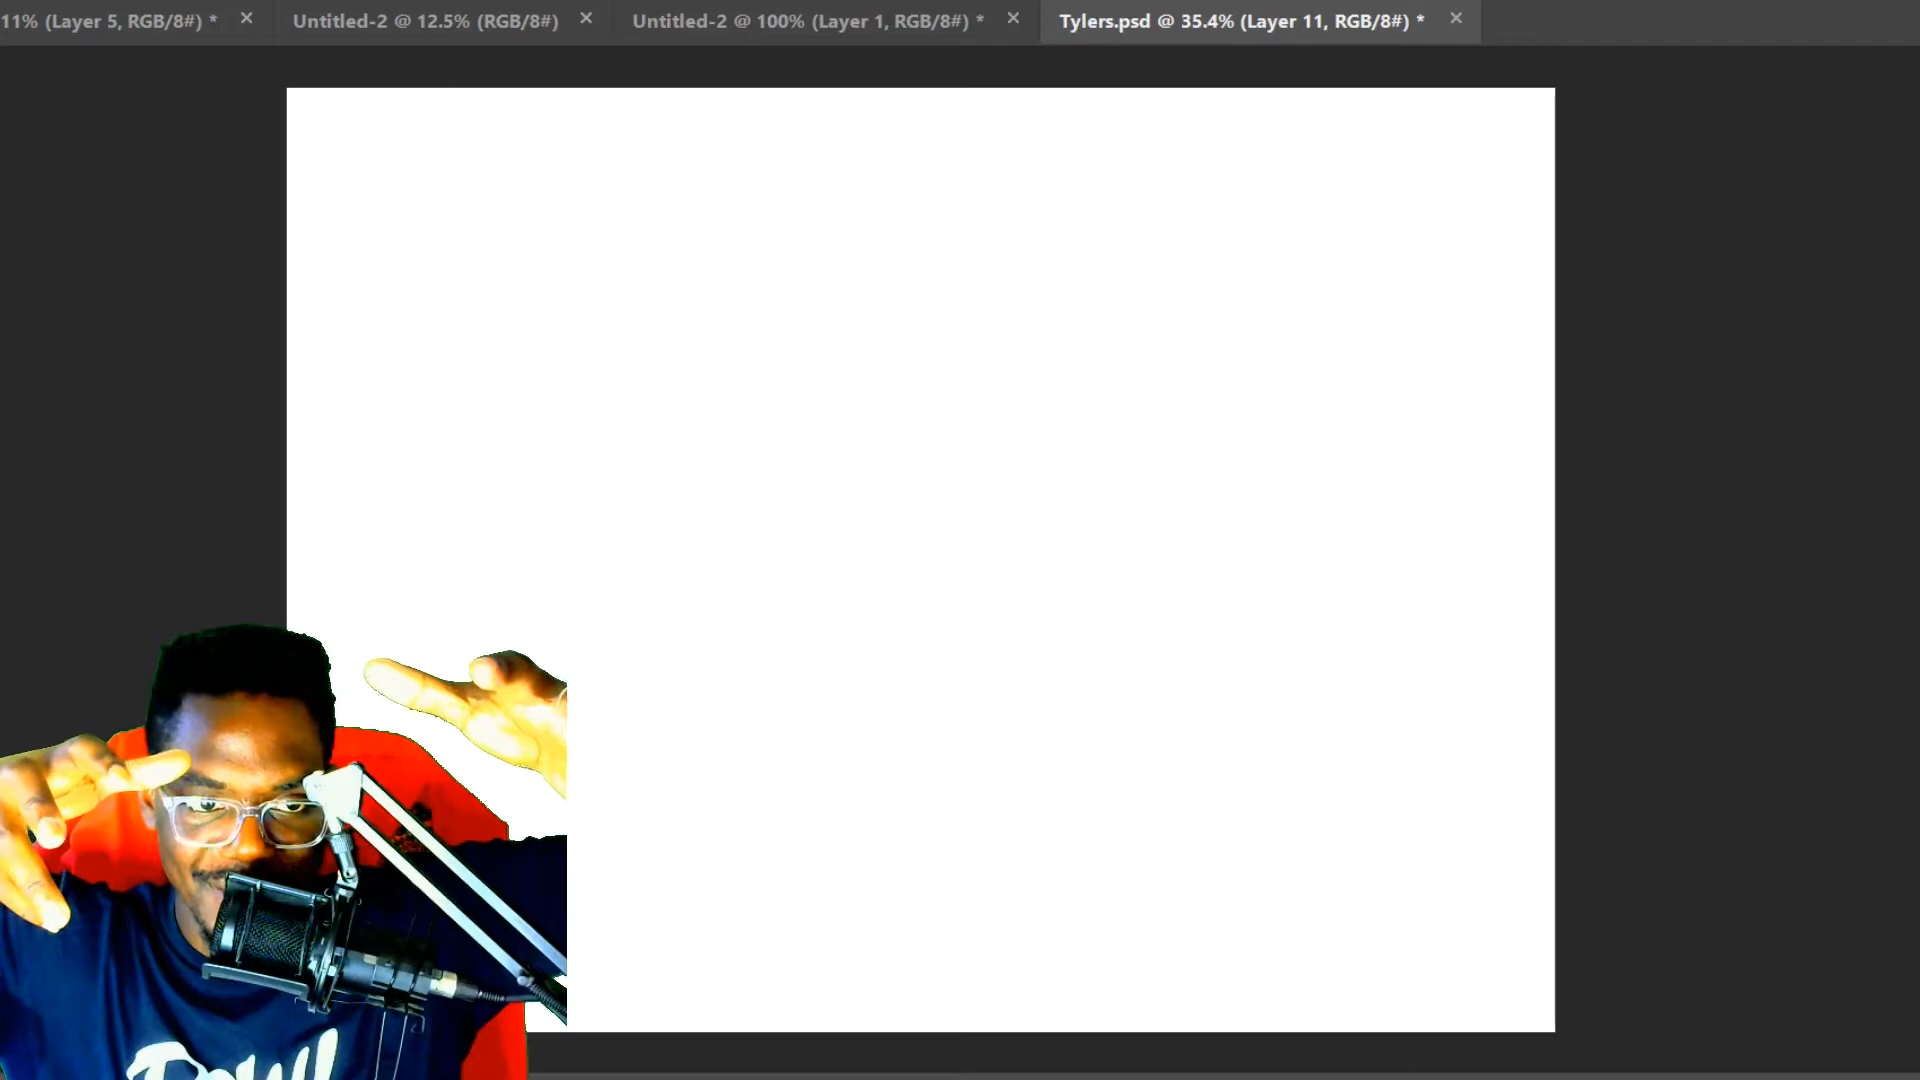 11% (Layer 5, RGB/8#) *
Untitled-2 @ 12.5% (RGB/8#)
Untitled-2 @ 100% (Layer 1, RGB/8#) *
Tylers.psd @ 35.4% (Layer 11, RGB/8#) *